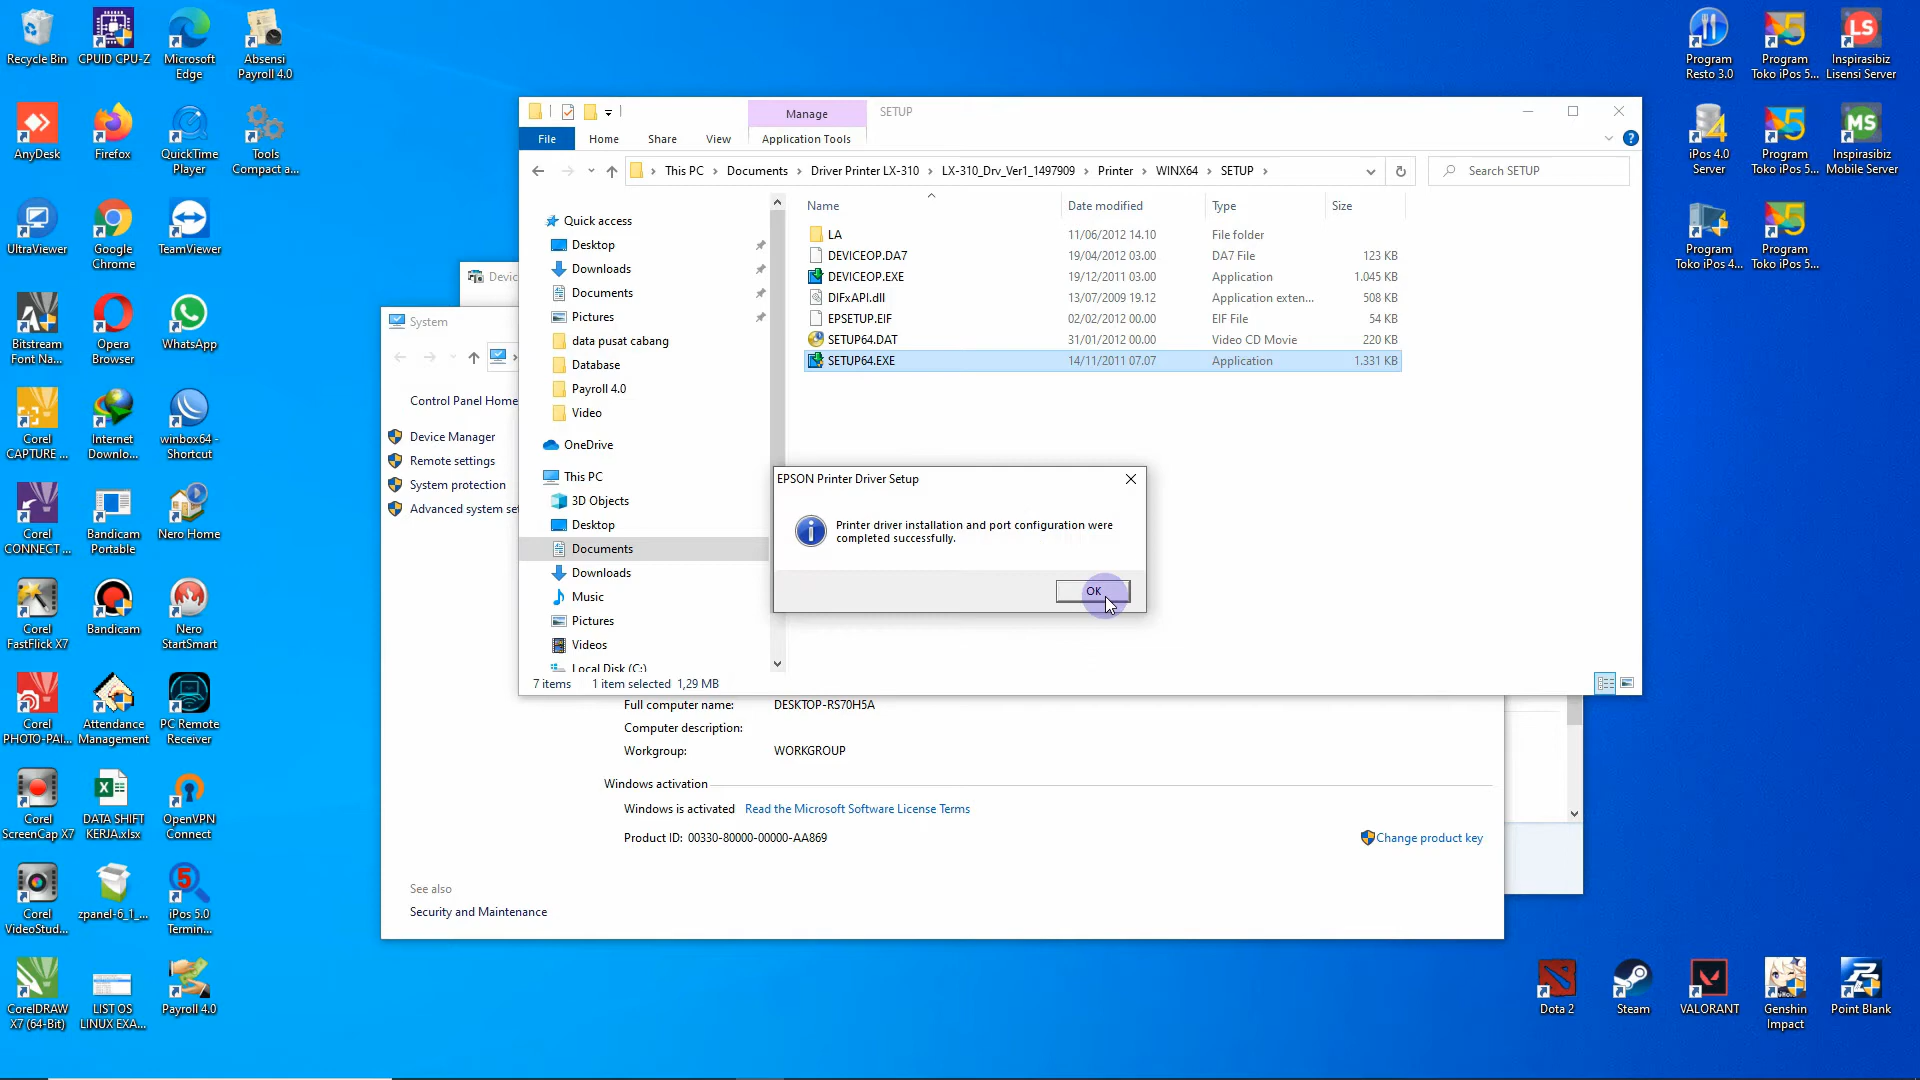 Recycle Bin
CPUID CPU-Z
Microsoft
Edge
Absensi
Payroll 4.0
AnyDesk
Firefox
QuickTime
Player
Tools
Compact a...
UltraViewer
Google
Chrome
TeamViewer
Bitstream
Font Na...
Opera
Browser
WhatsApp
Corel
CAPTURE ...
Internet
Downlo...
winbox64 -
Shortcut
Corel
CONNECT ...
Bandicam
Portable
Nero Home
Corel
FastFlick X7
Bandicam
Nero
StartSmart
Corel
PHOTO-PAI...
Attendance
Management
PC Remote
Receiver
Corel
ScreenCap X7
DATA SHIFT
KERJA.xlsx
OpenVPN
Connect
Corel
VideoStud...
zpanel-6_1_...
iPos 5.0
Termin...
CorelDRAW
X7 (64-Bit)
LIST OS
LINUX EXA...
Payroll 4.0
Program
Resto 3.0
Program
Toko iPos 5...
Inspirasibiz
Lisensi Server
iPos 4.0
Server
Program
Toko iPos 5...
Inspirasibiz
Mobile Server
Program
Toko iPos 4...
Program
Toko iPos 5...
Dota 2
Steam
VALORANT
Genshin
Impact
Point Blank
Manage
SETUP
File
Home
Share
View
Application Tools
This PC
Documents
Driver Printer LX-310
LX-310_Drv_Ver1_1497909
Printer
WINX64
SETUP
Search SETUP
Quick access
Desktop
Downloads
Documents
Pictures
data pusat cabang
Database
Payroll 4.0
Video
OneDrive
This PC
3D Objects
Desktop
Documents
Downloads
Music
Pictures
Videos
Local Disk (C:)
Name Date modified Type Size
LA 11/06/2012 14.10 File folder
DEVICEOP.DA7 19/04/2012 03.00 DA7 File 123 KB
DEVICEOP.EXE 19/12/2011 03.00 Application 1.045 KB
DIFxAPI.dll 13/07/2009 19.12 Application exten... 508 KB
EPSETUP.EIF 02/02/2012 00.00 EIF File 54 KB
SETUP64.DAT 31/01/2012 00.00 Video CD Movie 220 KB
SETUP64.EXE 14/11/2011 07.07 Application 1.331 KB
7 items 1 item selected 1,29 MB
EPSON Printer Driver Setup
Printer driver installation and port configuration were
completed successfully.
OK
Devic
System
Control Panel Home
Device Manager
Remote settings
System protection
Advanced system set
See also
Security and Maintenance
Full computer name: DESKTOP-RS70H5A
Computer description:
Workgroup: WORKGROUP
Windows activation
Windows is activated Read the Microsoft Software License Terms
Product ID: 00330-80000-00000-AA869
Change product key